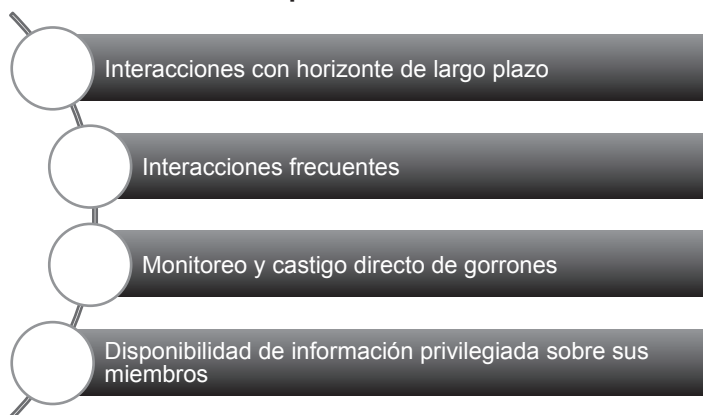 Interacciones con horizonte de largo plazo
Interacciones frecuentes
Monitoreo y castigo directo de gorrones
Disponibilidad de información privilegiada sobre sus
miembros